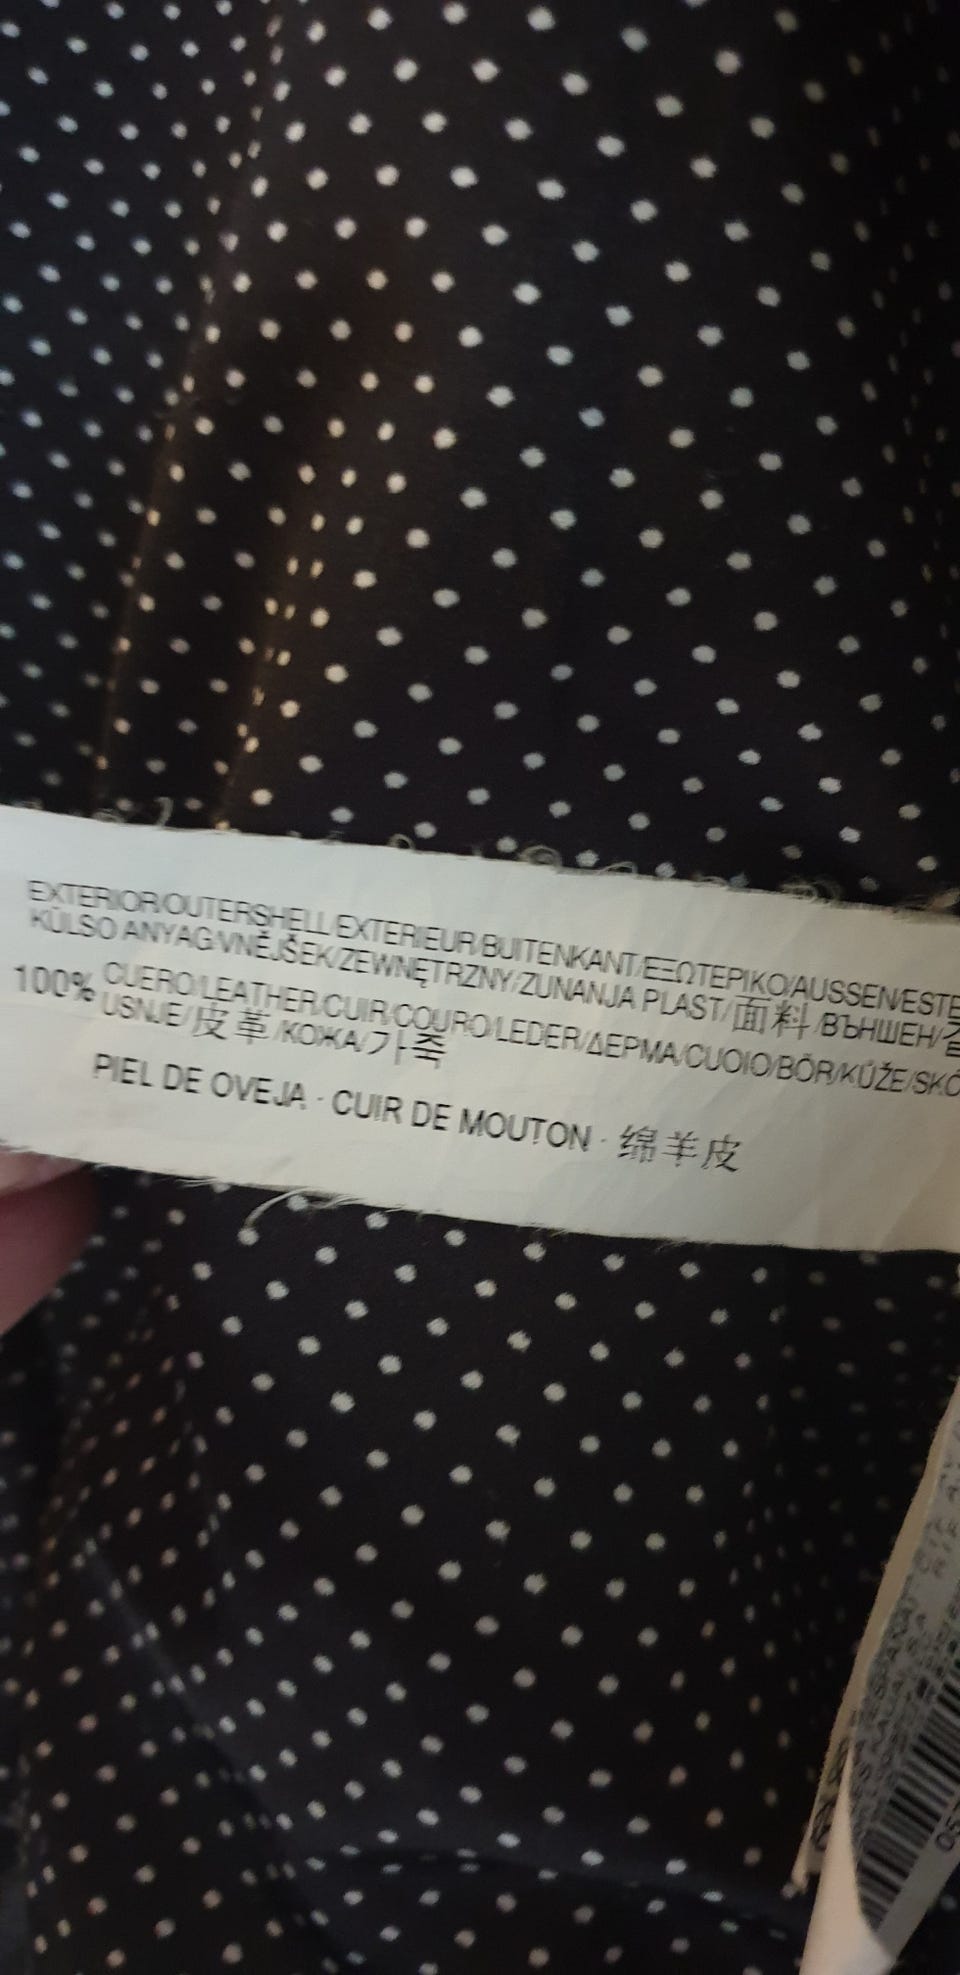 EXTERIOR/OUTERSHELL/EXTERIEUR/BUITENKANT/ΕΞΩΤΕΡΙΚΟ/AUSSEN/ESTE
KÜLSO ANYAG/VNĚJŠEK/ZEWNĘTRZNY/ZUNANJA PLAST/面料/ВЪНШЕН/
100% CUERO/LEATHER/CUIR/COURO/LEDER/ΔΕΡΜΑ/CUOIO/BŐR/KŮŽE/SKÓ
USNJE/皮革/КОЖА/가죽
PIEL DE OVEJA · CUIR DE MOUTON · 绵羊皮